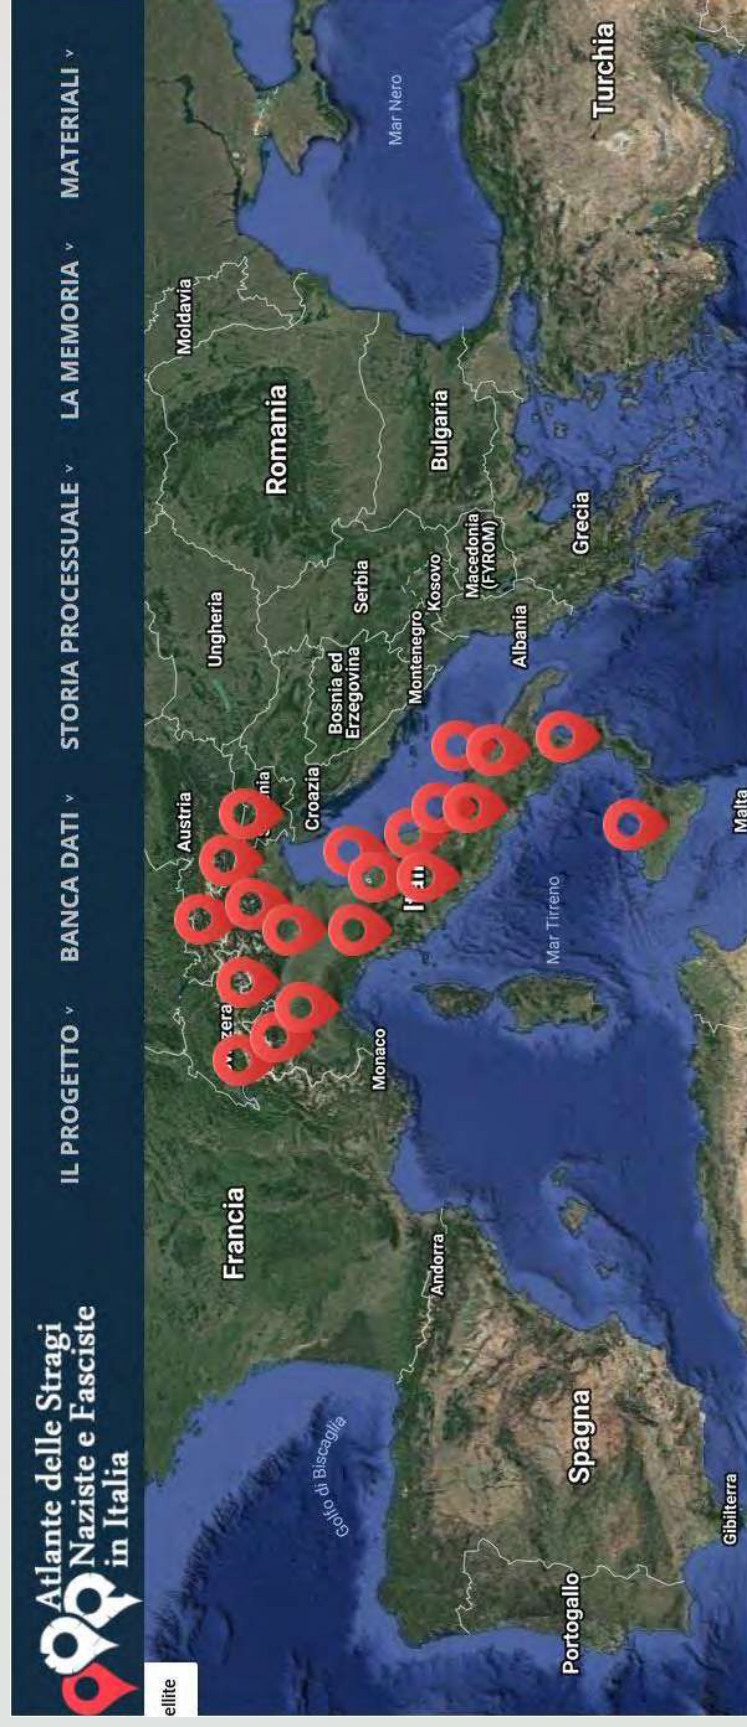 Atlante delle Stragi
Naziste e Fasciste
in Italia
IL PROGETTO ˅ BANCA DATI ˅ STORIA PROCESSUALE ˅ LA MEMORIA ˅ MATERIALI ˅
ellite
Moldavia
Austria
Ungheria
zera
nia
Francia
Romania
Croazia
Golfo di Biscaglia
Bosnia ed
Erzegovina
Serbia
Mar Nero
Monaco
Montenegro
Kosovo
Bulgaria
Andorra
Macedonia
(FYROM)
Albania
Mar Tirreno
Portogallo
Spagna
Grecia
Turchia
Gibilterra
Malta